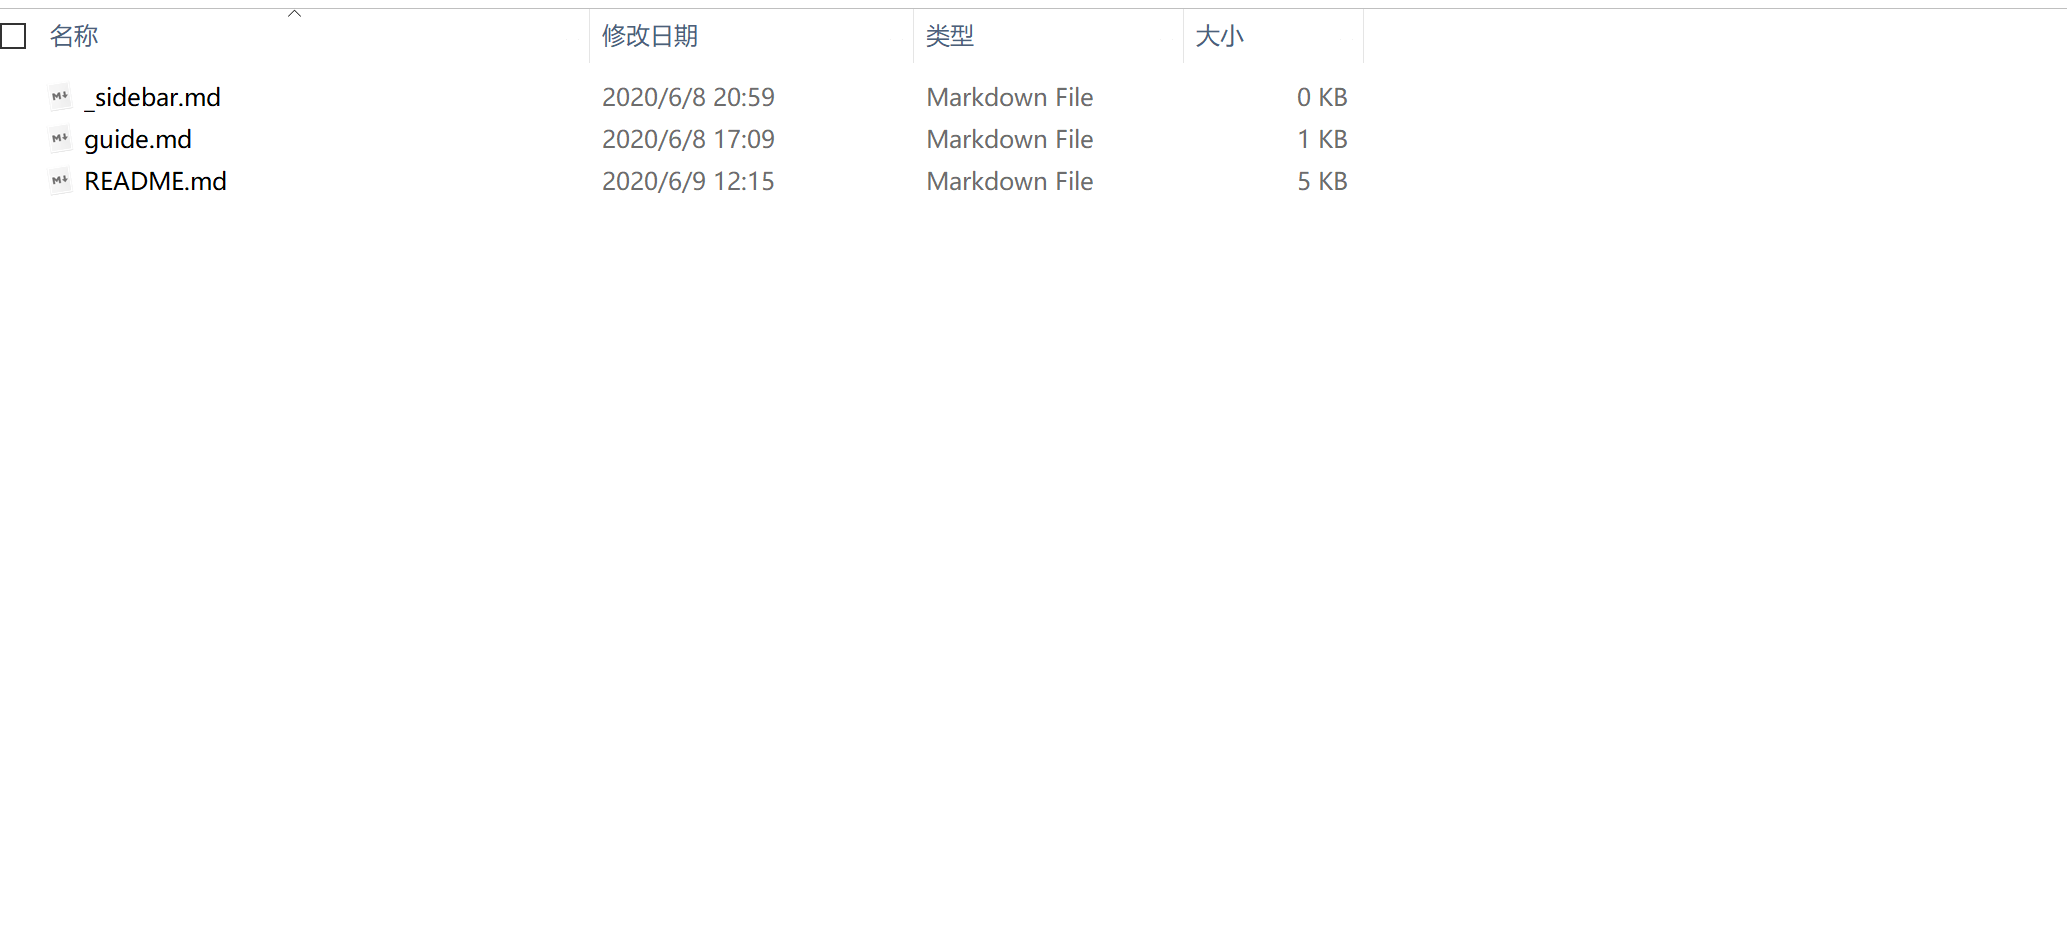 名称 修改日期 类型 大小
_sidebar.md 2020/6/8 20:59 Markdown File 0 KB
guide.md 2020/6/8 17:09 Markdown File 1 KB
README.md 2020/6/9 12:15 Markdown File 5 KB